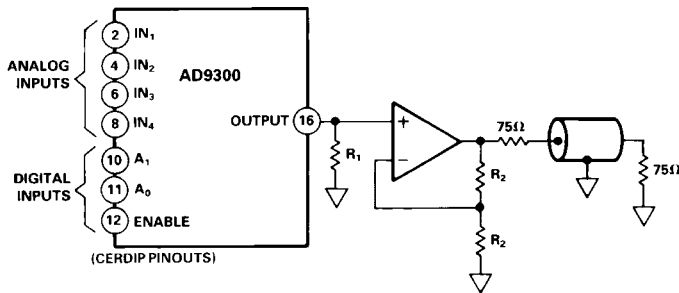 ANALOG
INPUTS
2 IN₁
4 IN₂
6 IN₃
8 IN₄
DIGITAL
INPUTS
10 A₁
11 A₀
12 ENABLE
(CERDIP PINOUTS)
AD9300
OUTPUT 16
R₁
+
−
R₂
R₂
75Ω
75Ω